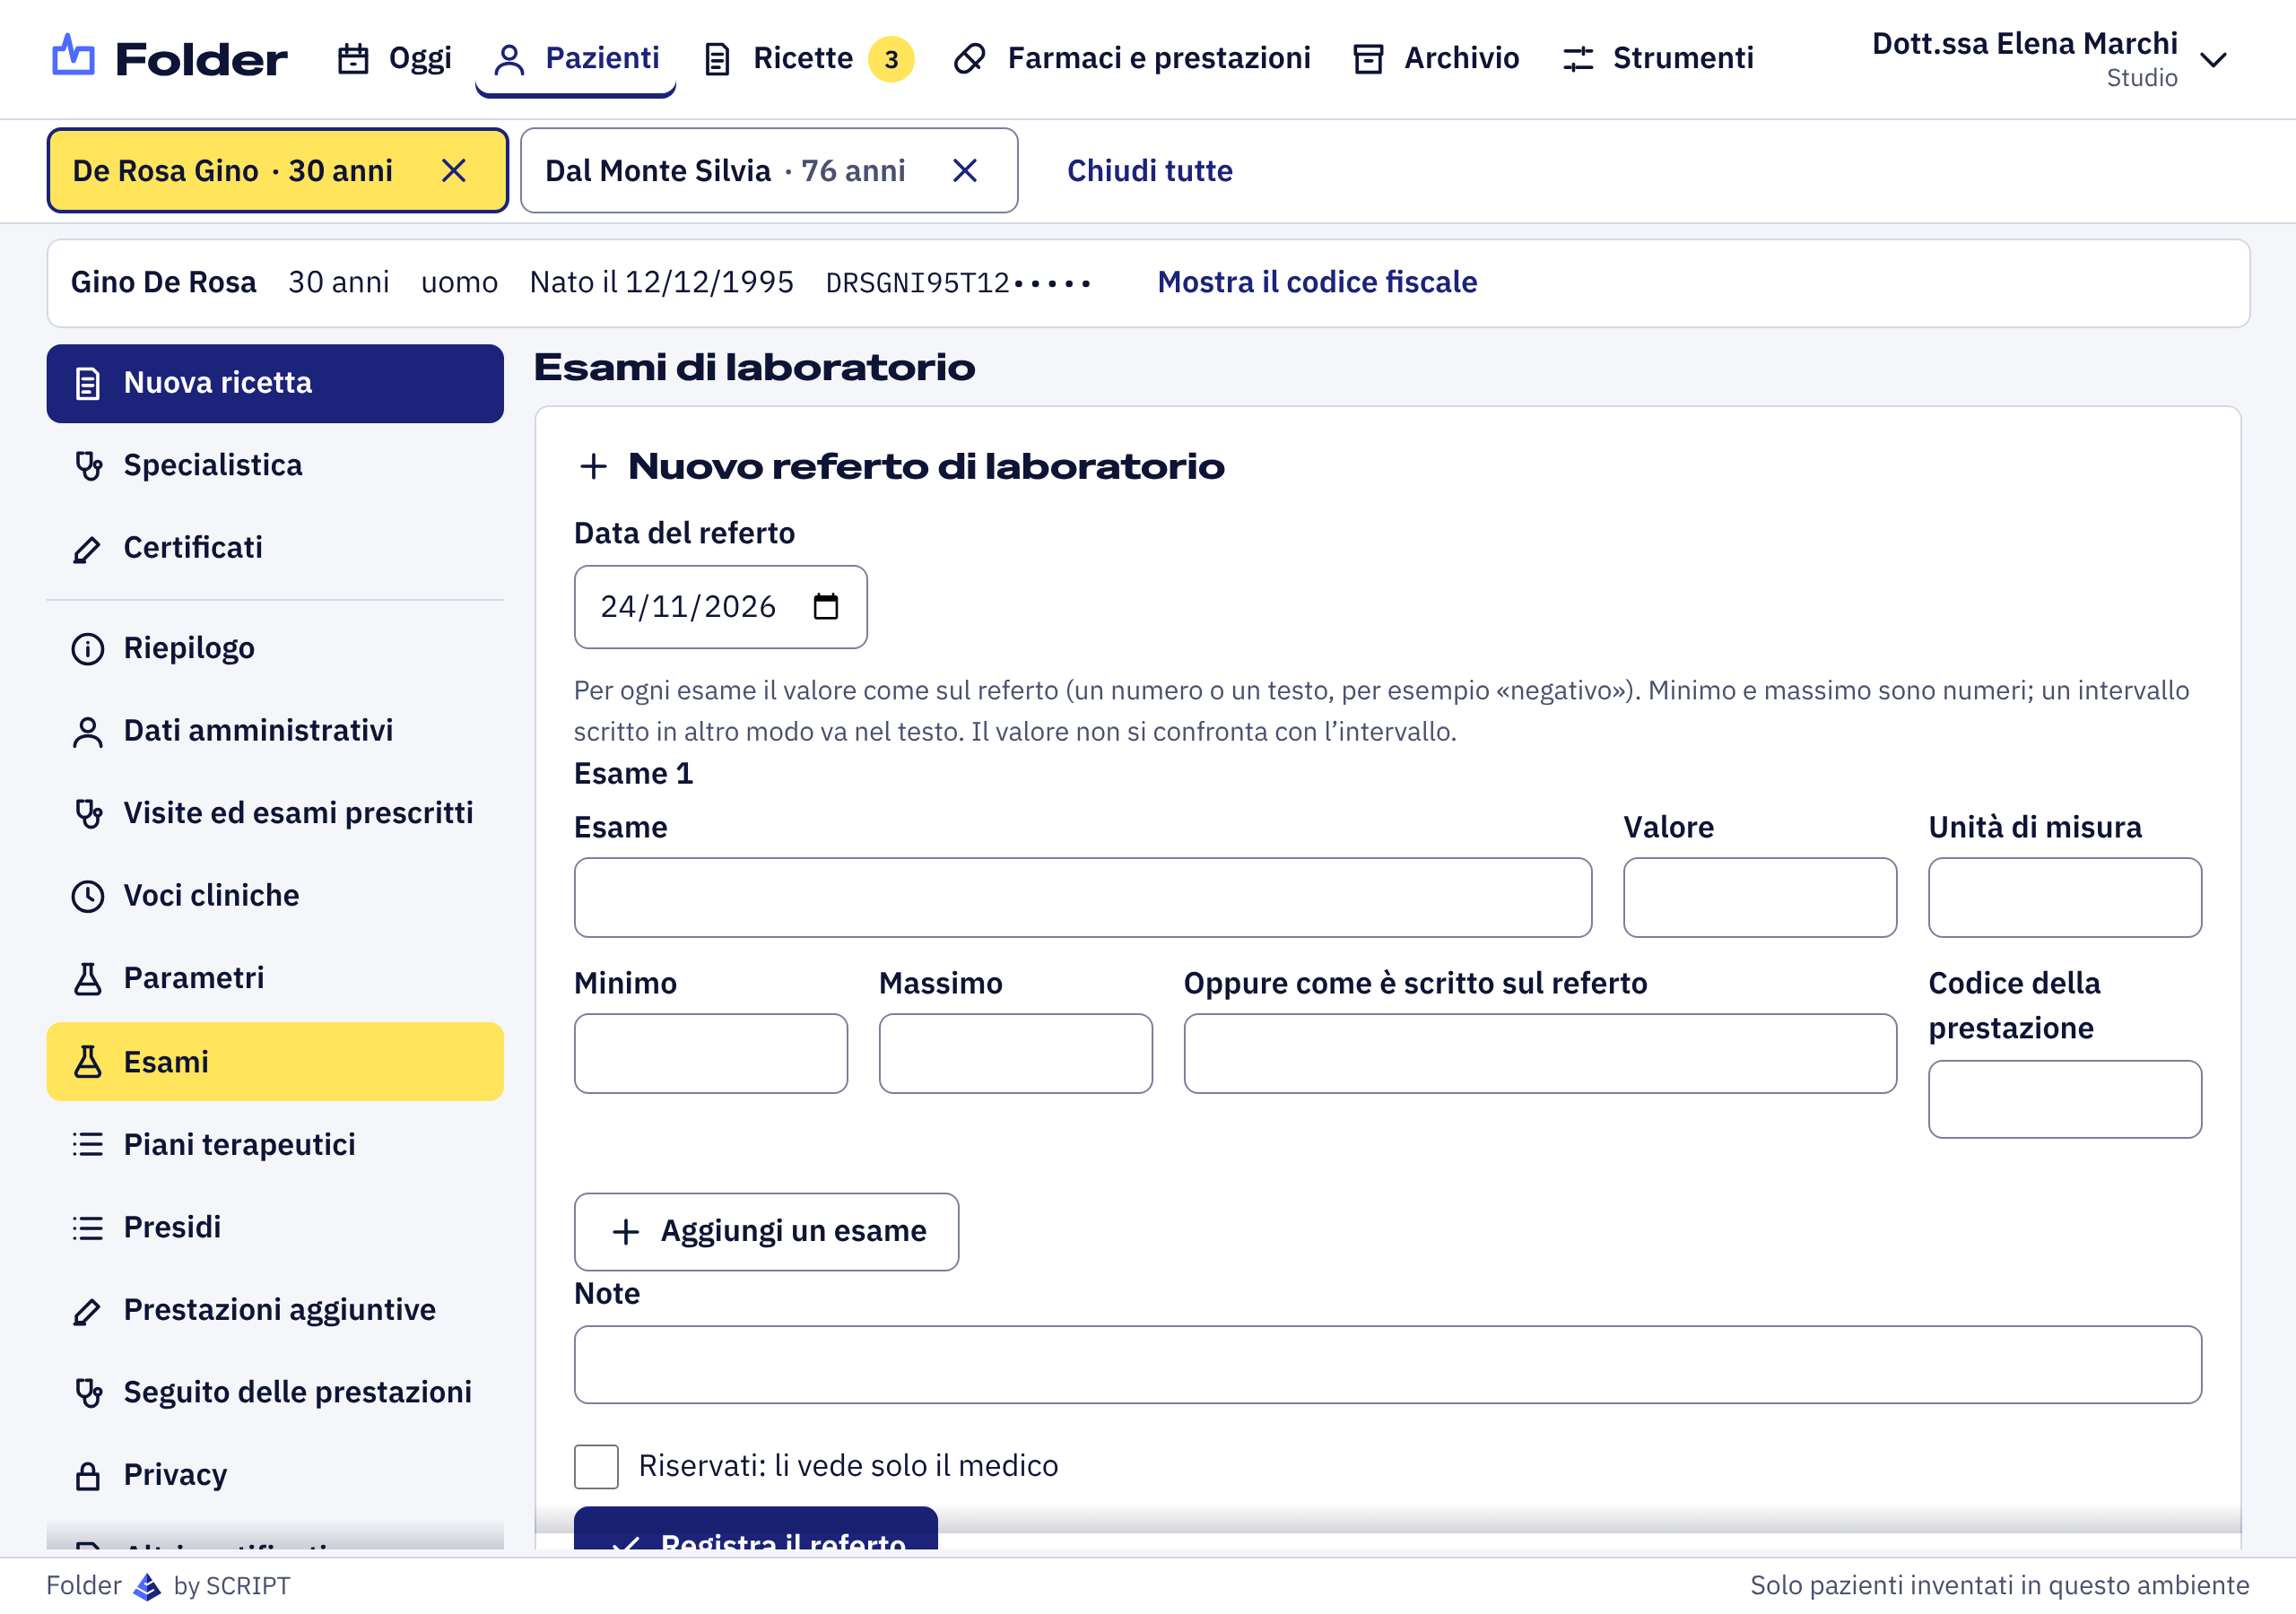 Folder
Oggi
Pazienti
Ricette 3
Farmaci e prestazioni
Archivio
Strumenti
Dott.ssa Elena Marchi
Studio
De Rosa Gino · 30 anni
Dal Monte Silvia · 76 anni
Chiudi tutte
Gino De Rosa 30 anni uomo Nato il 12/12/1995 DRSGNI95T12•••••
Mostra il codice fiscale
Nuova ricetta
Specialistica
Certificati
Riepilogo
Dati amministrativi
Visite ed esami prescritti
Voci cliniche
Parametri
Esami
Piani terapeutici
Presidi
Prestazioni aggiuntive
Seguito delle prestazioni
Privacy
Esami di laboratorio
Nuovo referto di laboratorio
Data del referto
24/11/2026
Per ogni esame il valore come sul referto (un numero o un testo, per esempio «negativo»). Minimo e massimo sono numeri; un intervallo
scritto in altro modo va nel testo. Il valore non si confronta con l’intervallo.
Esame 1
Esame
Valore
Unità di misura
Minimo
Massimo
Oppure come è scritto sul referto
Codice della
prestazione
Aggiungi un esame
Note
Riservati: li vede solo il medico
Registra il referto
Folder by SCRIPT
Solo pazienti inventati in questo ambiente